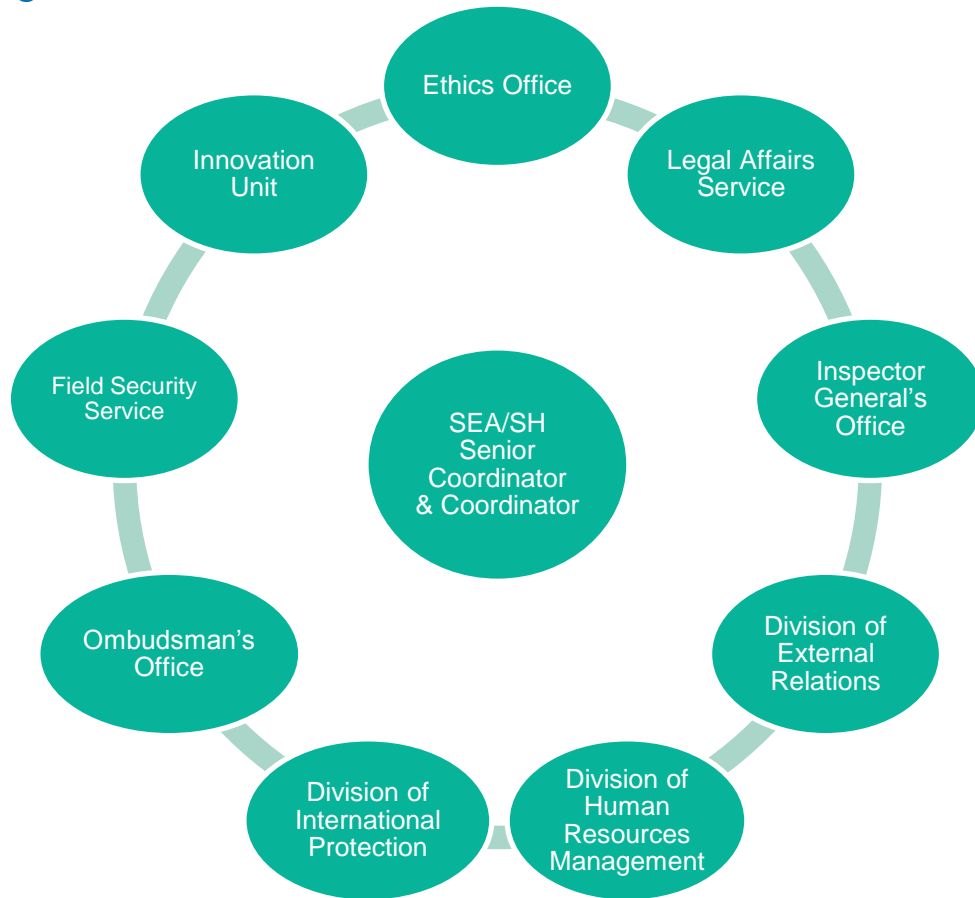 Ethics Office
Legal Affairs
Service
Inspector
General’s
Office
Division of
External
Relations
Division of
Human
Resources
Management
Division of
International
Protection
Ombudsman’s
Office
Field Security
Service
Innovation
Unit
SEA/SH
Senior
Coordinator
& Coordinator